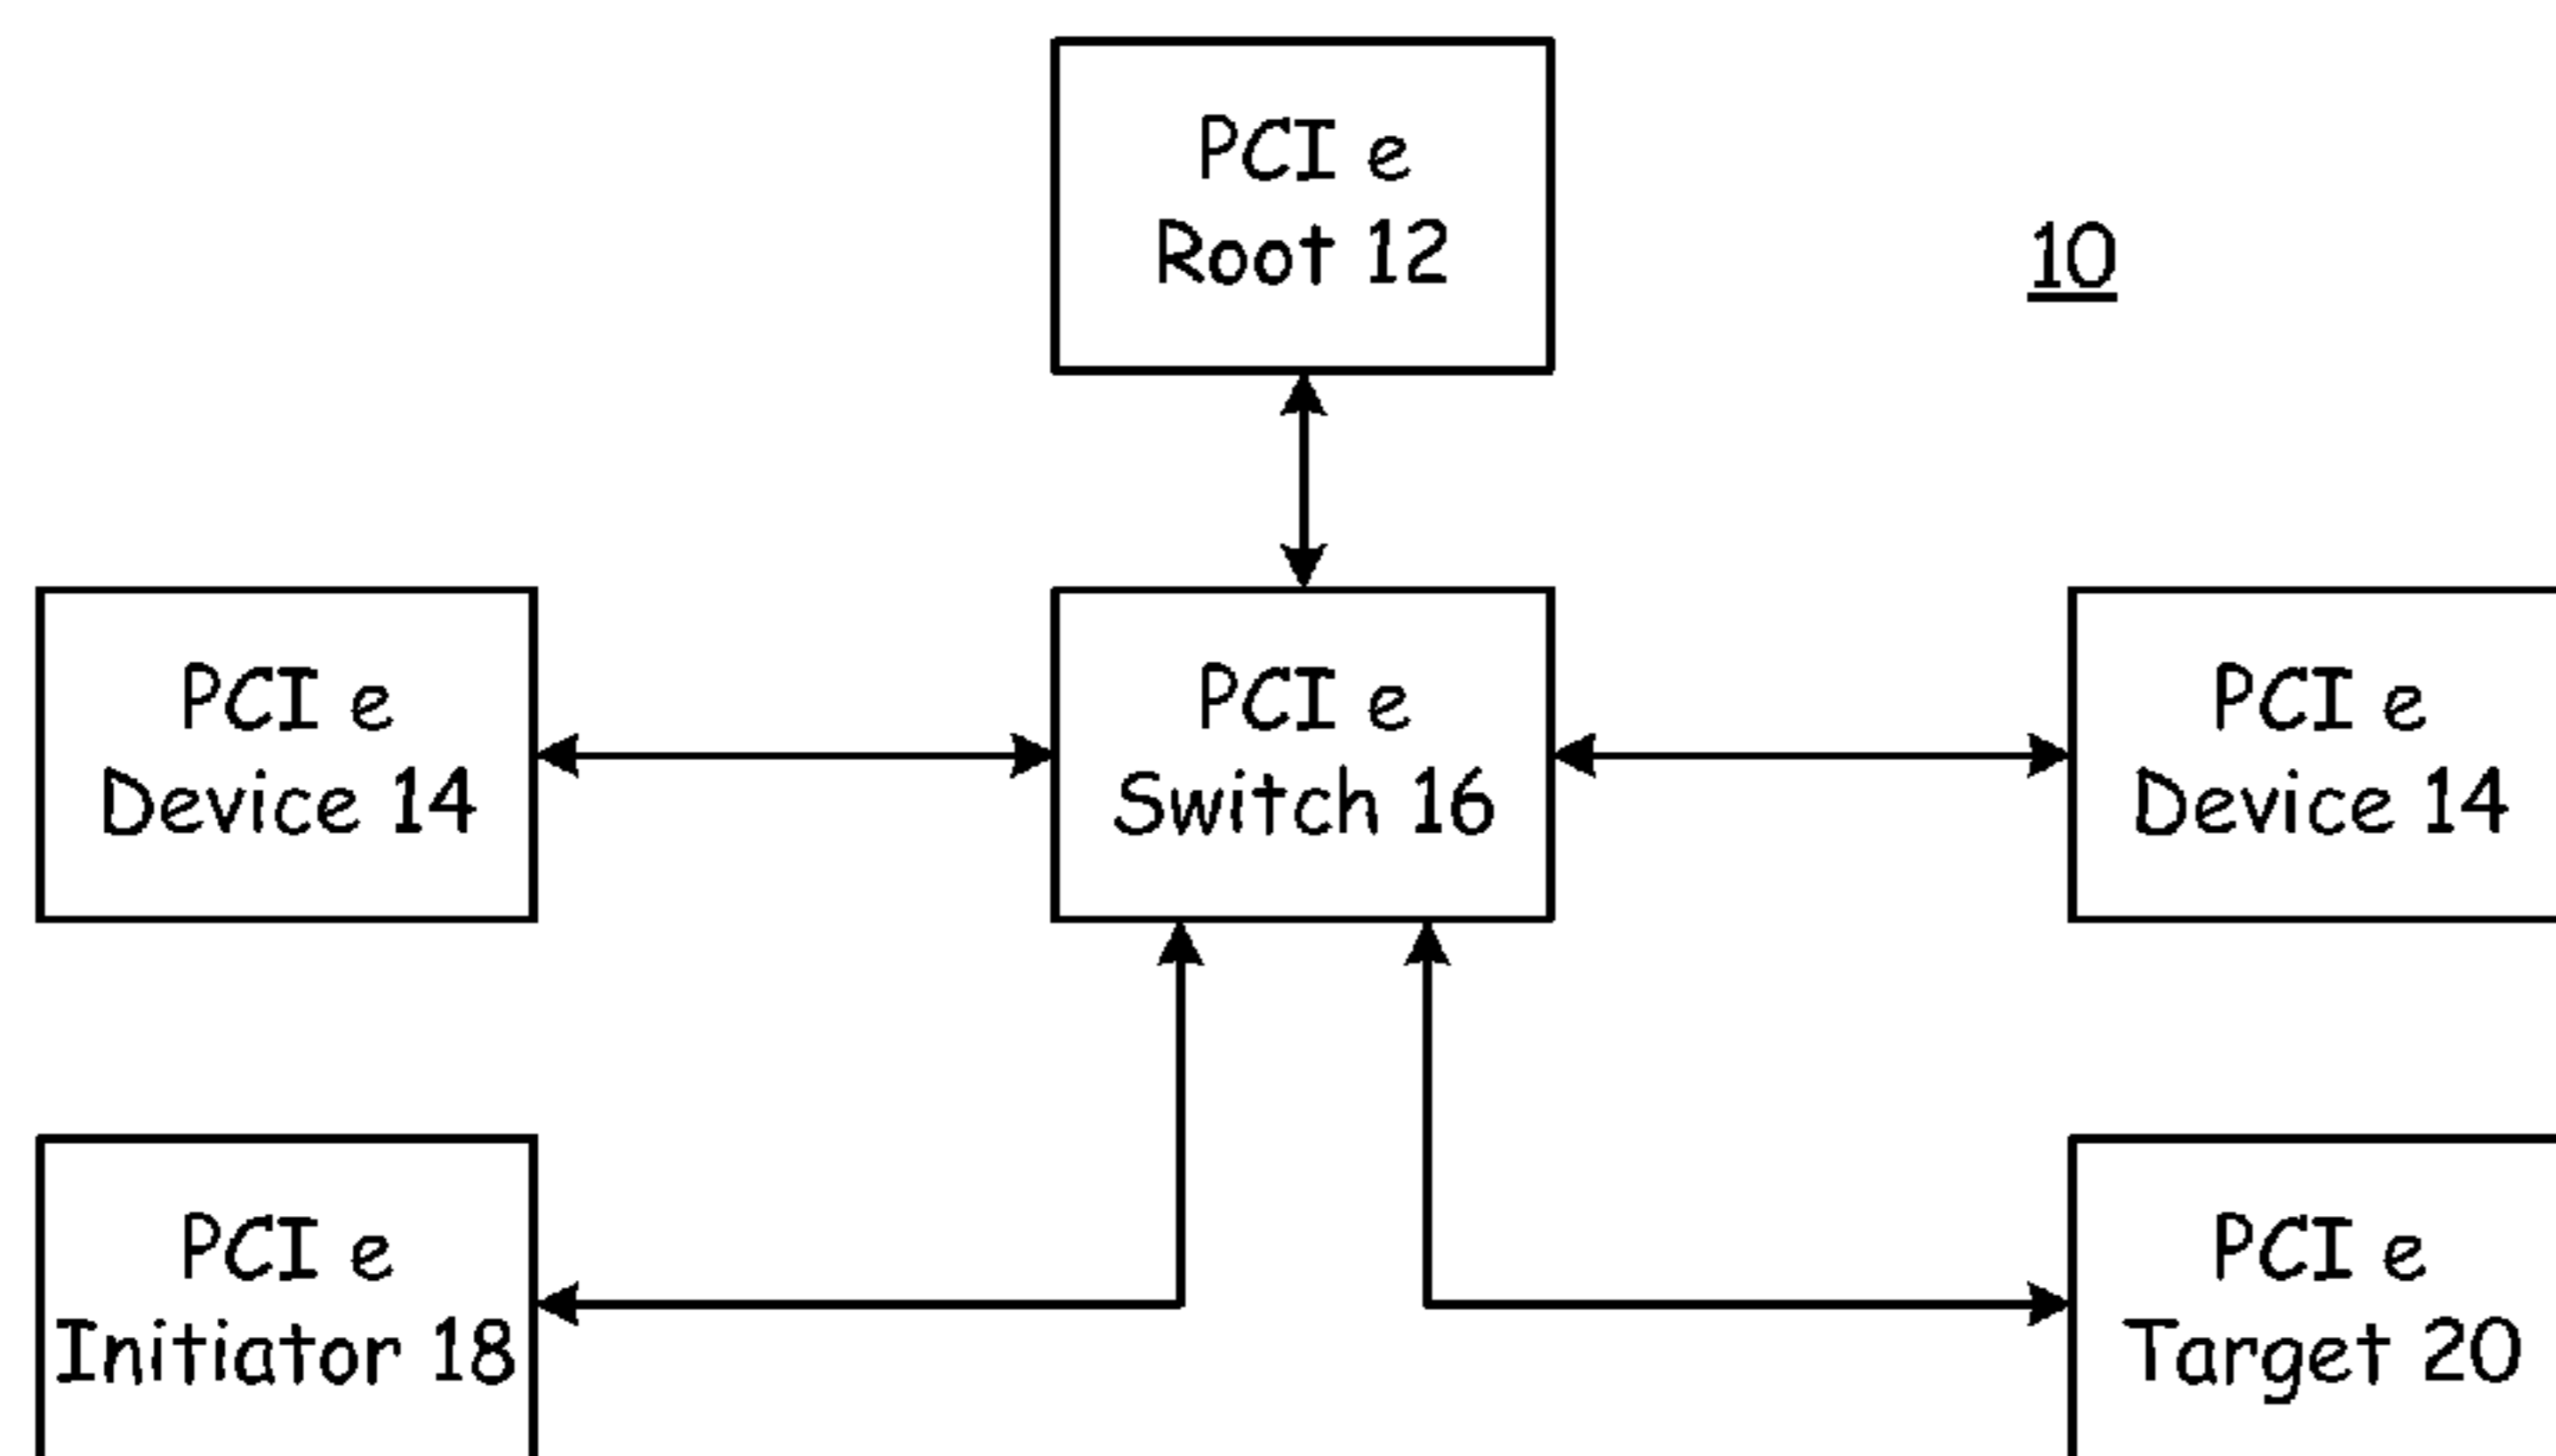 PCI e
Root 12
10
PCI e
Device 14
PCI e
Switch 16
PCI e
Device 14
PCI e
Initiator 18
PCI e
Target 20